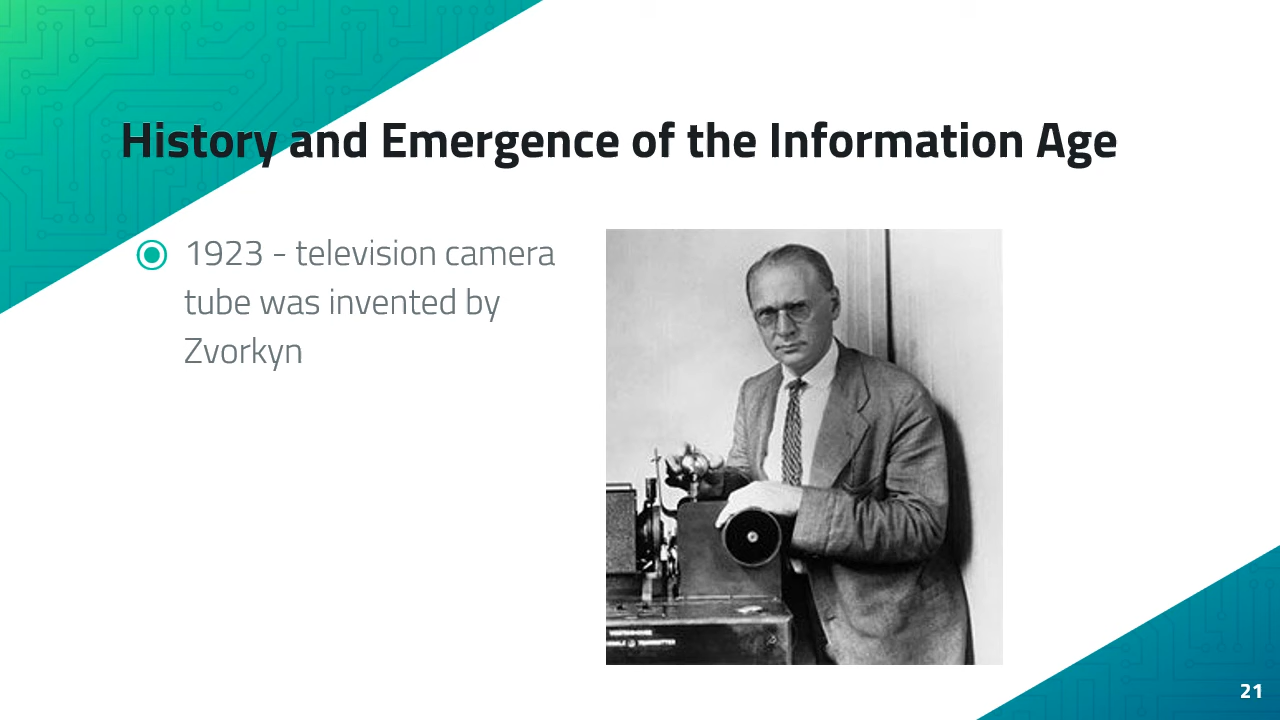 History and Emergence of the Information Age
1923 - television camera
tube was invented by
Zvorkyn
21